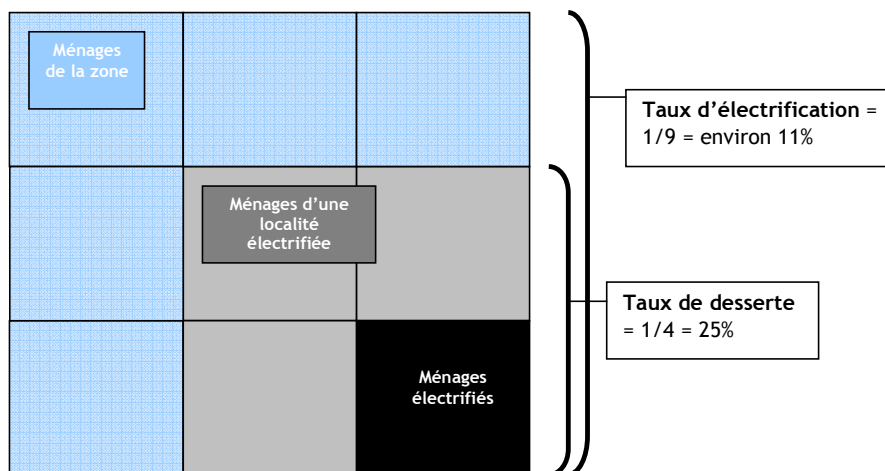 Ménages
de la zone
Taux d’électrification =
1/9 = environ 11%
Ménages d’une
localité
électrifiée
Taux de desserte
= 1/4 = 25%
Ménages
électrifiés